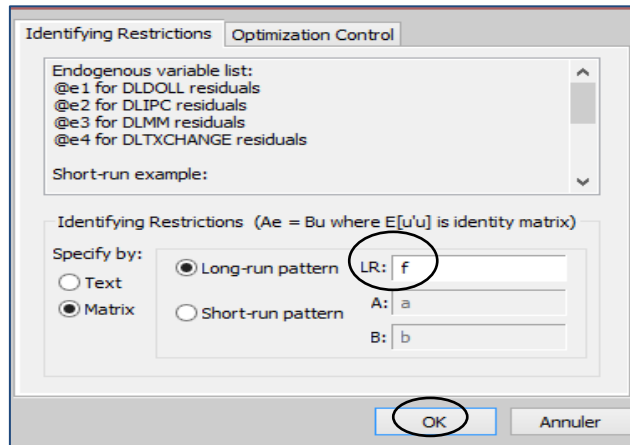 Identifying Restrictions Optimization Control
Endogenous variable list:
@e1 for DLDOLL residuals
@e2 for DLIPC residuals
@e3 for DLMM residuals
@e4 for DLTXCHANGE residuals
Short-run example:
Identifying Restrictions (Ae = Bu where E[u'u] is identity matrix)
Specify by:
Text
Matrix
Long-run pattern LR: f
Short-run pattern A: a
B: b
OK Annuler